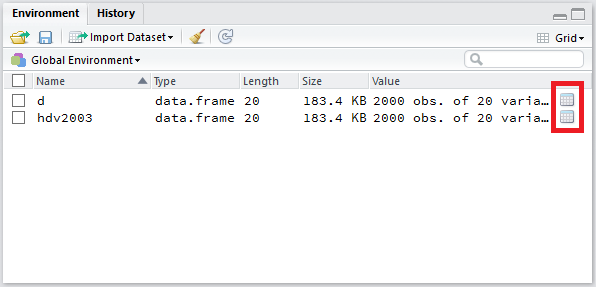 Environment History
Import Dataset Grid
Global Environment
Name Type Length Size Value
d data.frame 20 183.4 KB 2000 obs. of 20 varia…
hdv2003 data.frame 20 183.4 KB 2000 obs. of 20 varia…